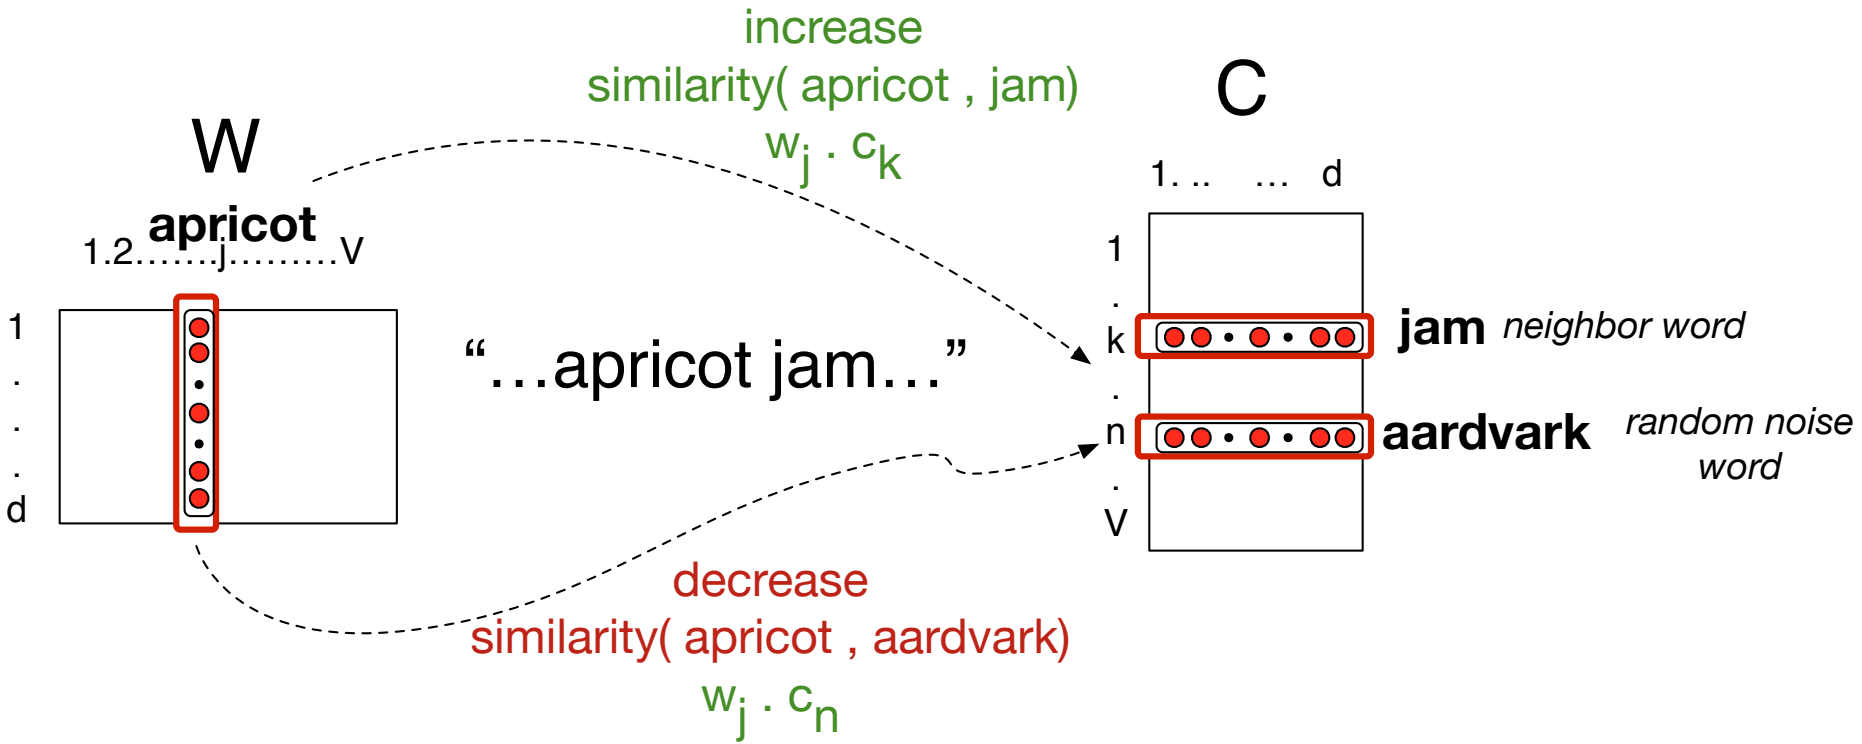 increase
similarity( apricot , jam)
wj . ck
W
apricot
1.2.......j.........V
1
.
.
.
d
“…apricot jam…”
C
1. .. … d
1
.
k
.
n
.
V
jam neighbor word
aardvark random noise
word
decrease
similarity( apricot , aardvark)
wj . cn